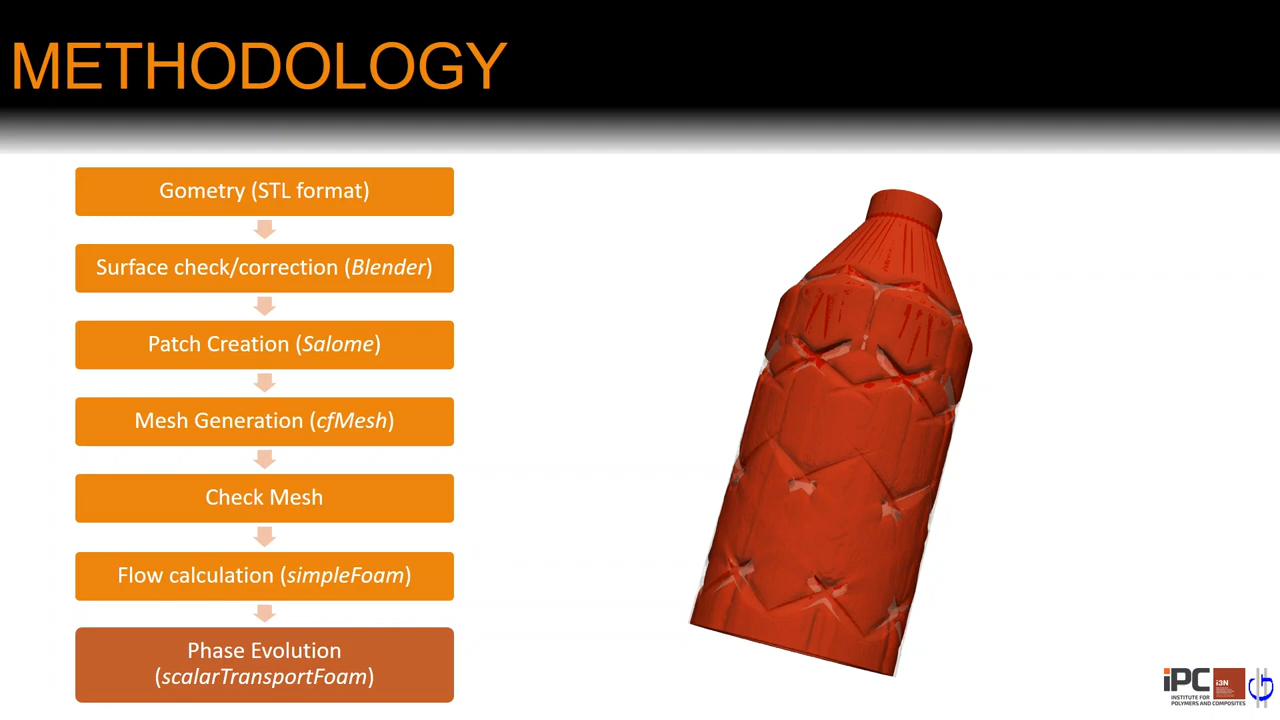 METHODOLOGY
Gometry (STL format)
Surface check/correction (Blender)
Patch Creation (Salome)
Mesh Generation (cfMesh)
Check Mesh
Flow calculation (simpleFoam)
Phase Evolution
(scalarTransportFoam)
iPC
INSTITUTE FOR
POLYMERS AND COMPOSITES
i3N